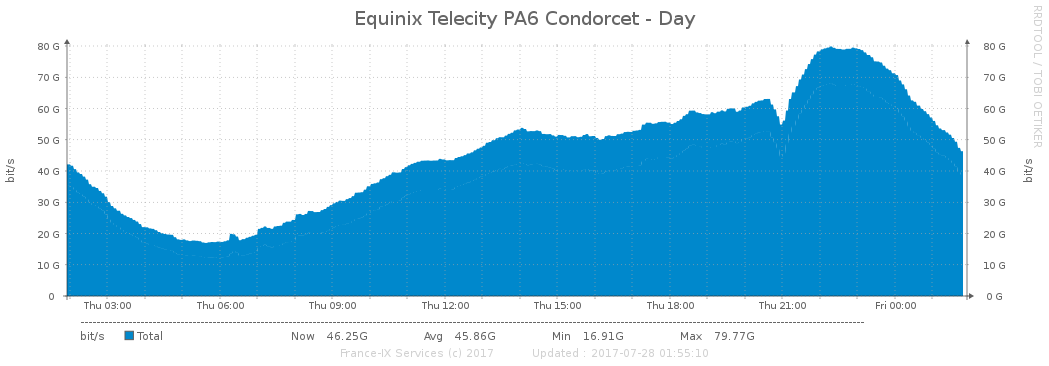 Equinix Telecity PA6 Condorcet - Day
RRDTOOL / TOBI OETIKER
80 G 80 G
70 G 70 G
60 G 60 G
50 G 50 G
40 G 40 G
30 G 30 G
20 G 20 G
10 G 10 G
0 0 G
bit/s
bit/s
Thu 03:00 Thu 06:00 Thu 09:00 Thu 12:00 Thu 15:00 Thu 18:00 Thu 21:00 Fri 00:00
bit/s Total Now 46.25G Avg 45.86G Min 16.91G Max 79.77G
France-IX Services (c) 2017 Updated : 2017-07-28 01:55:10